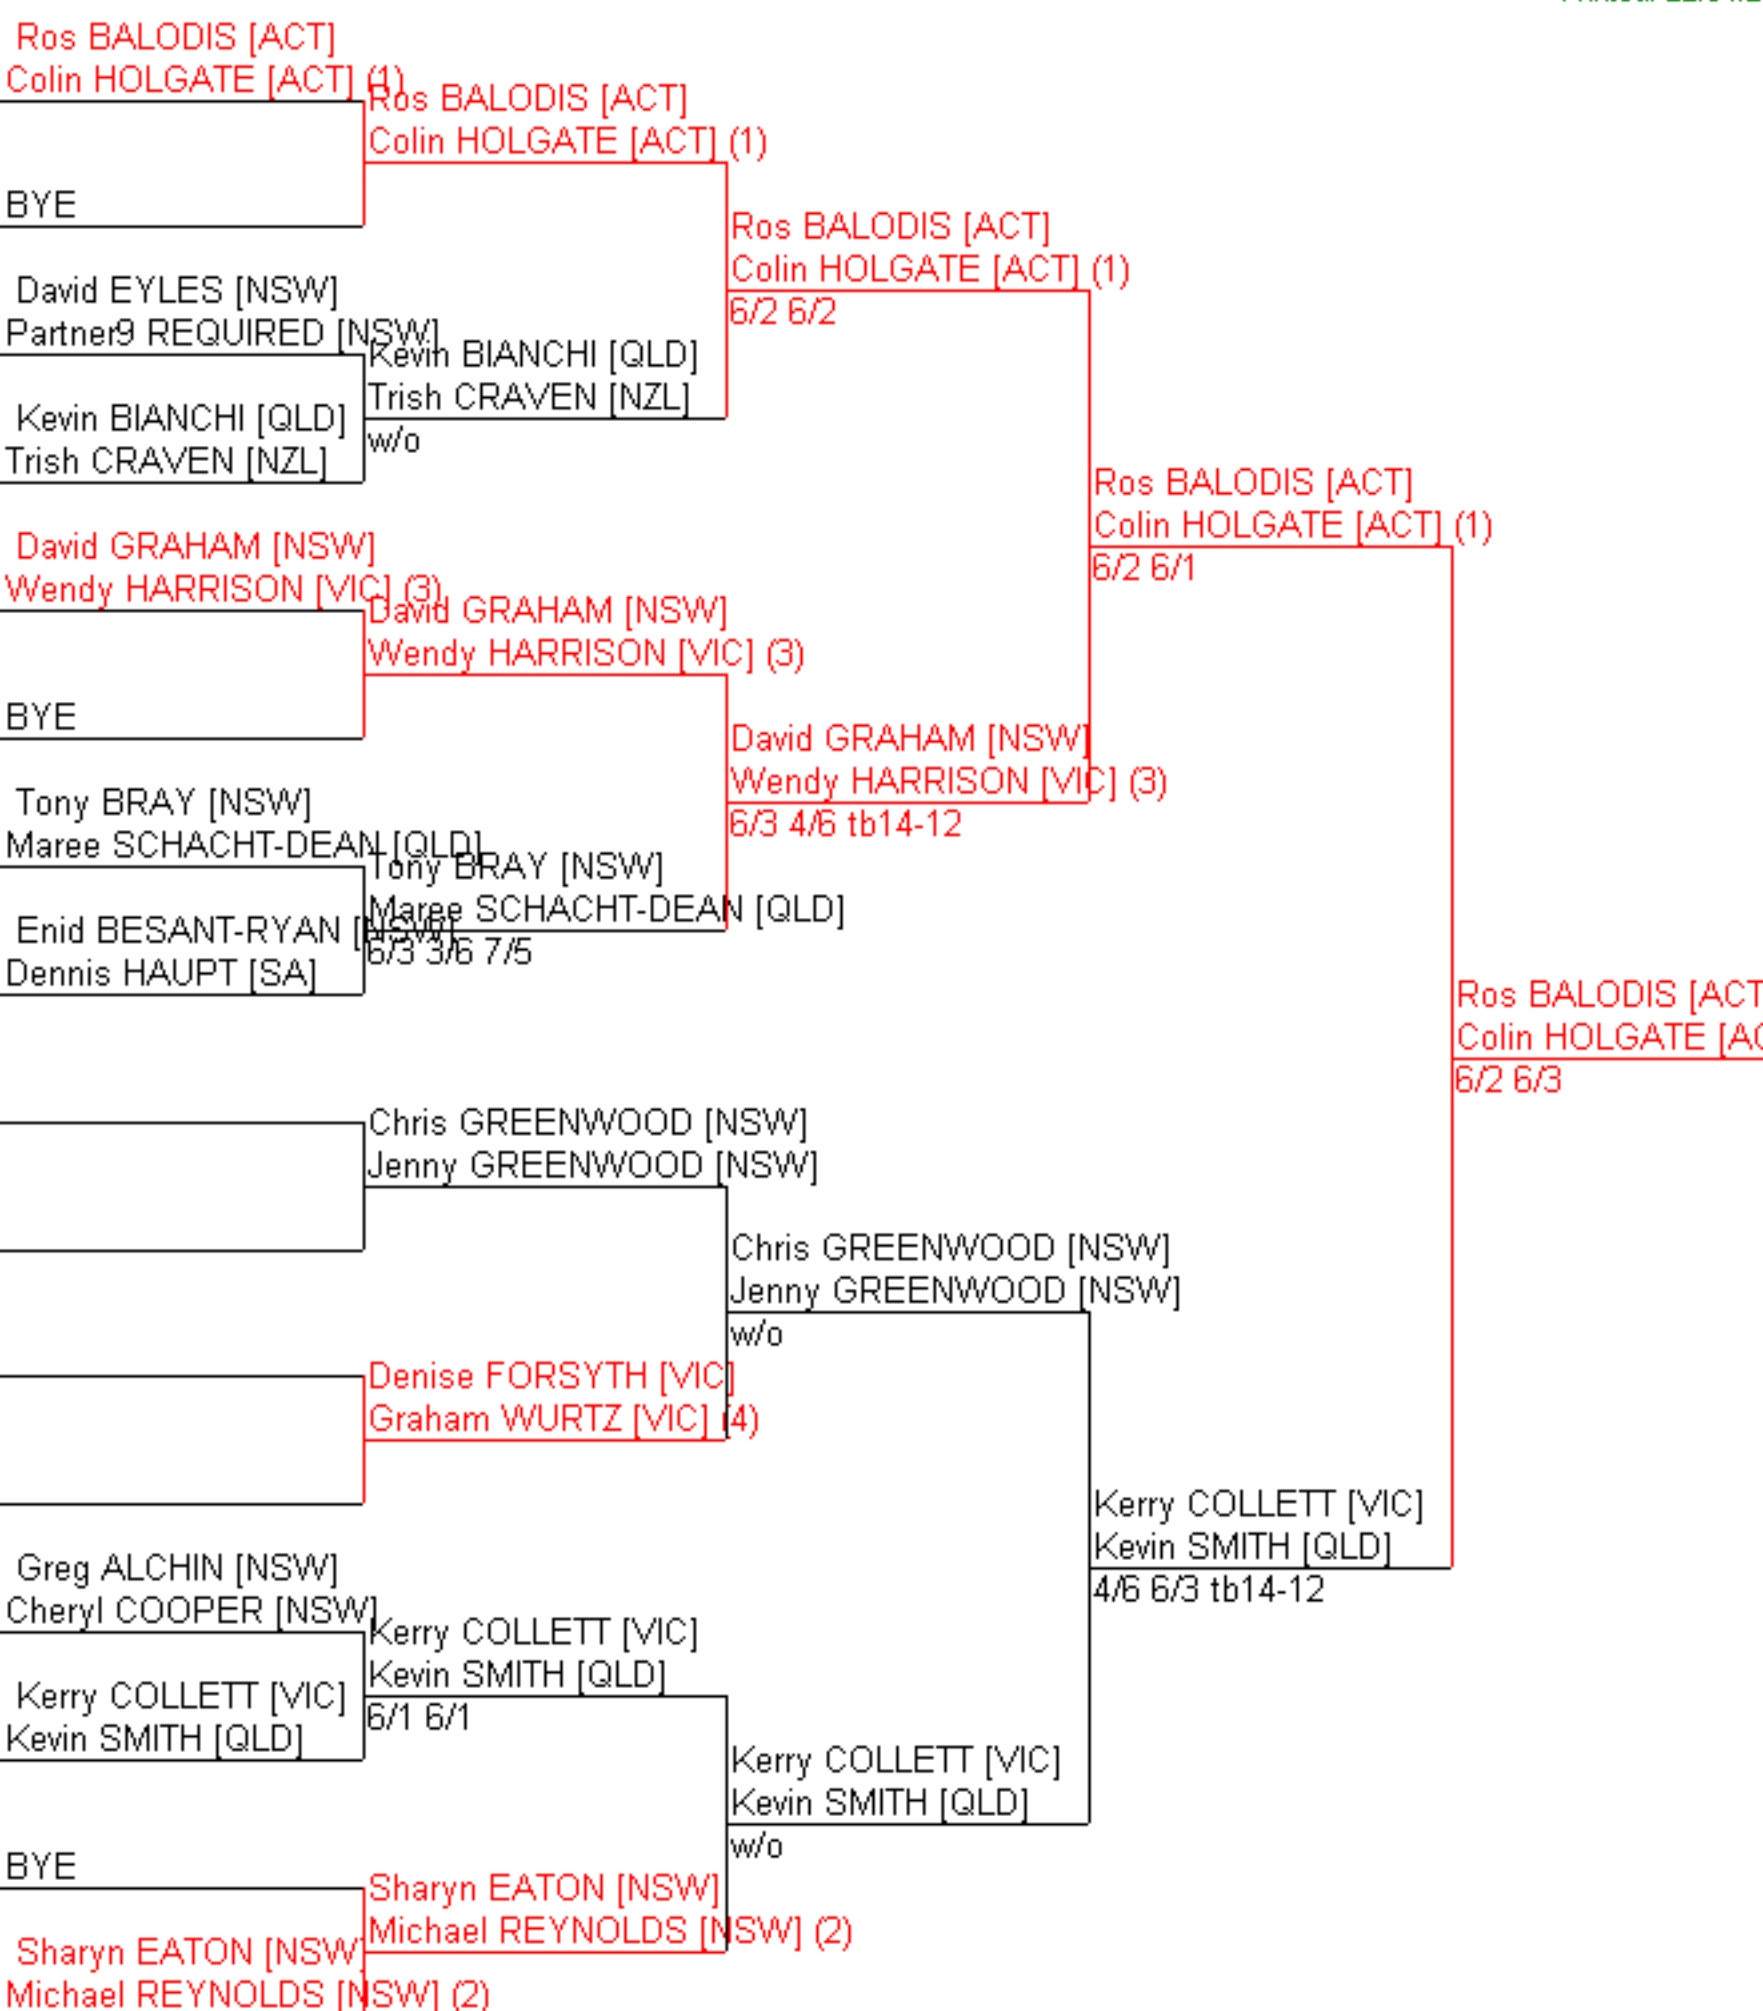 Ros BALODIS [ACT]
Colin HOLGATE [ACT] (1)
BYE
David EYLES [NSW]
Partner9 REQUIRED [NSW]
Kevin BIANCHI [QLD]
Trish CRAVEN [NZL]
David GRAHAM [NSW]
Wendy HARRISON [VIC] (3)
BYE
Tony BRAY [NSW]
Maree SCHACHT-DEAN [QLD]
Enid BESANT-RYAN [NSW]
Dennis HAUPT [SA]
Greg ALCHIN [NSW]
Cheryl COOPER [NSW]
Kerry COLLETT [VIC]
Kevin SMITH [QLD]
BYE
Sharyn EATON [NSW]
Michael REYNOLDS [NSW] (2)
Ros BALODIS [ACT]
Colin HOLGATE [ACT] (1)
Kevin BIANCHI [QLD]
Trish CRAVEN [NZL]
w/o
David GRAHAM [NSW]
Wendy HARRISON [VIC] (3)
Tony BRAY [NSW]
Maree SCHACHT-DEAN [QLD]
6/3 3/6 7/5
Chris GREENWOOD [NSW]
Jenny GREENWOOD [NSW]
Denise FORSYTH [VIC]
Graham WURTZ [VIC] (4)
Kerry COLLETT [VIC]
Kevin SMITH [QLD]
6/1 6/1
Sharyn EATON [NSW]
Michael REYNOLDS [NSW] (2)
Ros BALODIS [ACT]
Colin HOLGATE [ACT] (1)
6/2 6/2
David GRAHAM [NSW]
Wendy HARRISON [VIC] (3)
6/3 4/6 tb14-12
Chris GREENWOOD [NSW]
Jenny GREENWOOD [NSW]
w/o
Kerry COLLETT [VIC]
Kevin SMITH [QLD]
w/o
Ros BALODIS [ACT]
Colin HOLGATE [ACT] (1)
6/2 6/1
Kerry COLLETT [VIC]
Kevin SMITH [QLD]
4/6 6/3 tb14-12
Ros BALODIS [ACT
Colin HOLGATE [AC
6/2 6/3